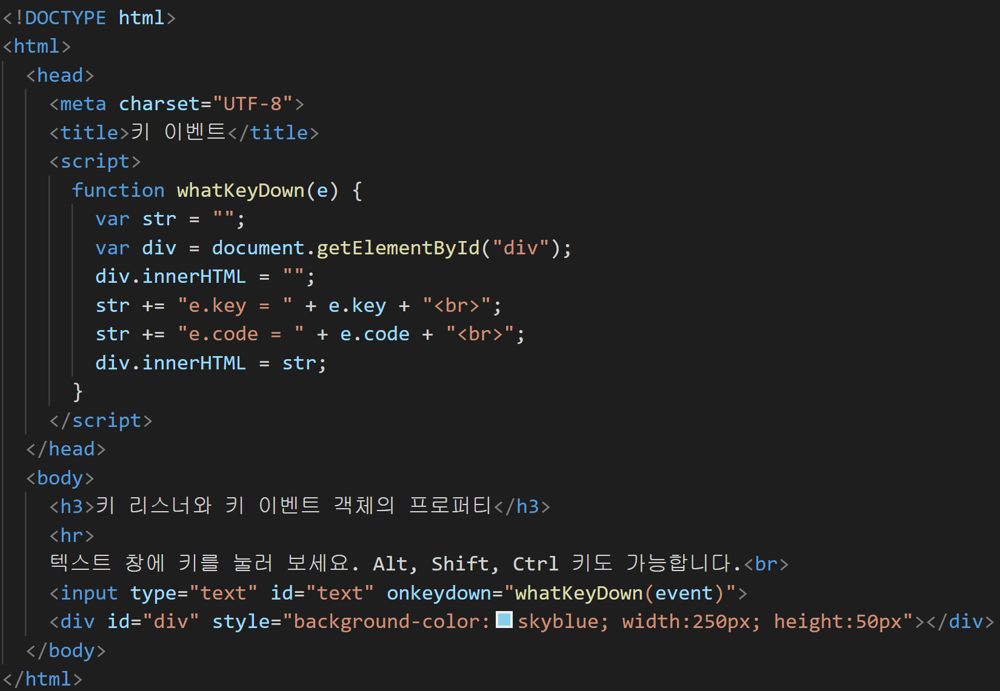 <!DOCTYPE html>
<html>
  <head>
    <meta charset="UTF-8">
    <title>키 이벤트</title>
    <script>
      function whatKeyDown(e) {
        var str = "";
        var div = document.getElementById("div");
        div.innerHTML = "";
        str += "e.key = " + e.key + "<br>";
        str += "e.code = " + e.code + "<br>";
        div.innerHTML = str;
      }
    </script>
  </head>
  <body>
    <h3>키 리스너와 키 이벤트 객체의 프로퍼티</h3>
    <hr>
    텍스트 창에 키를 눌러 보세요. Alt, Shift, Ctrl 키도 가능합니다.<br>
    <input type="text" id="text" onkeydown="whatKeyDown(event)">
    <div id="div" style="background-color:skyblue; width:250px; height:50px"></div>
  </body>
</html>